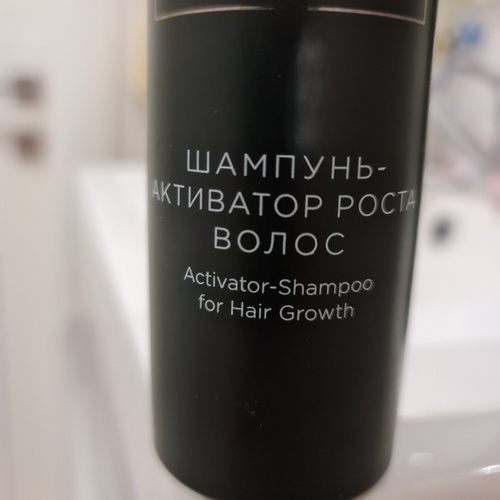 ШАМПУНЬ-
АКТИВАТОР РОСТА
ВОЛОС
Activator-Shampoo
for Hair Growth